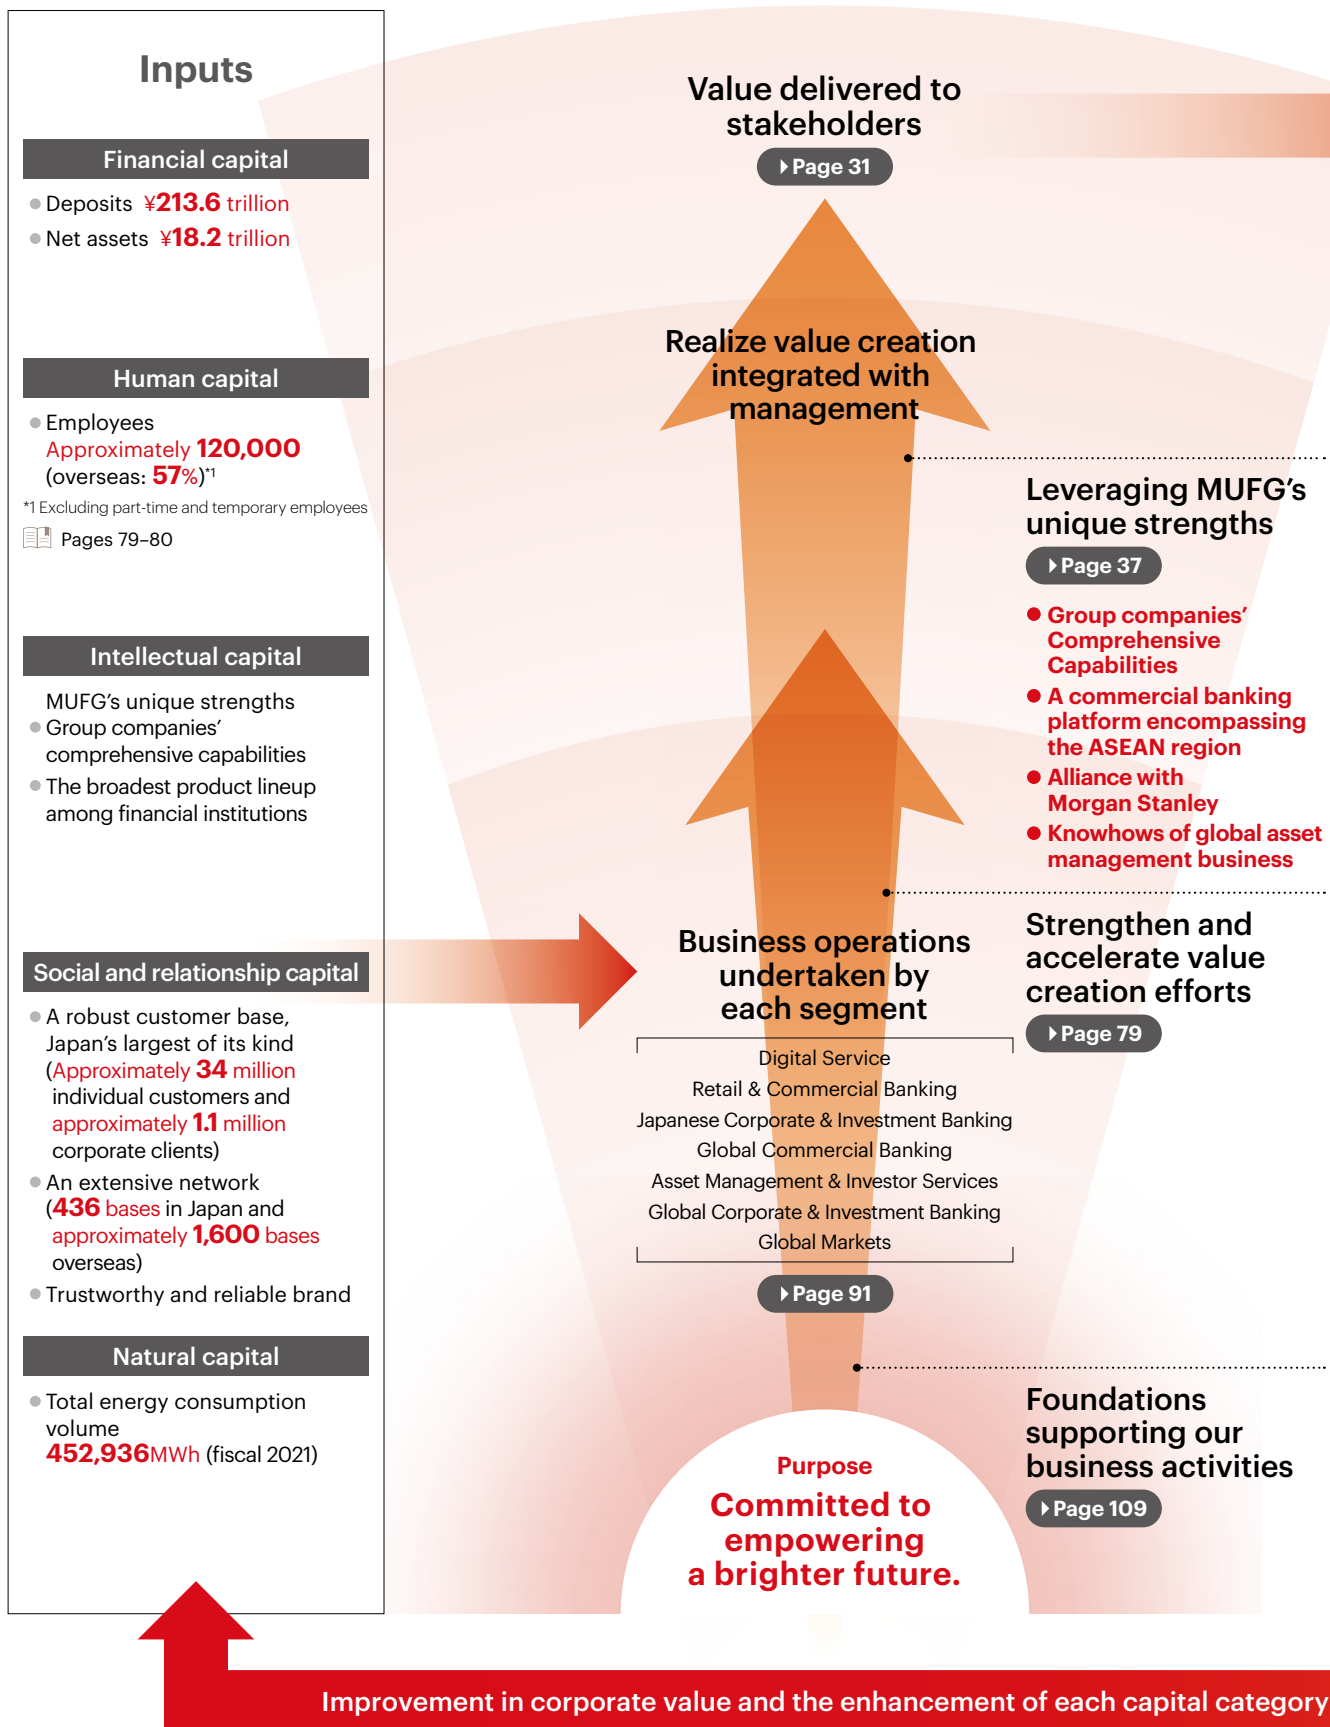 Inputs
Financial capital
Deposits ¥213.6 trillion
Net assets ¥18.2 trillion
Human capital
Employees
Approximately 120,000
(overseas: 57%)*1
*1 Excluding part-time and temporary employees
Pages 79–80
Intellectual capital
MUFG’s unique strengths
Group companies’
comprehensive capabilities
The broadest product lineup
among financial institutions
Social and relationship capital
A robust customer base,
Japan’s largest of its kind
(Approximately 34 million
individual customers and
approximately 1.1 million
corporate clients)
An extensive network
(436 bases in Japan and
approximately 1,600 bases
overseas)
Trustworthy and reliable brand
Natural capital
Total energy consumption
volume
452,936MWh (fiscal 2021)
Value delivered to
stakeholders
Page 31
Realize value creation
integrated with
management
Leveraging MUFG’s
unique strengths
Page 37
Group companies’
Comprehensive
Capabilities
A commercial banking
platform encompassing
the ASEAN region
Alliance with
Morgan Stanley
Knowhows of global asset
management business
Business operations
undertaken by
each segment
Digital Service
Retail & Commercial Banking
Japanese Corporate & Investment Banking
Global Commercial Banking
Asset Management & Investor Services
Global Corporate & Investment Banking
Global Markets
Page 91
Strengthen and
accelerate value
creation efforts
Page 79
Foundations
supporting our
business activities
Page 109
Purpose
Committed to
empowering
a brighter future.
Improvement in corporate value and the enhancement of each capital category